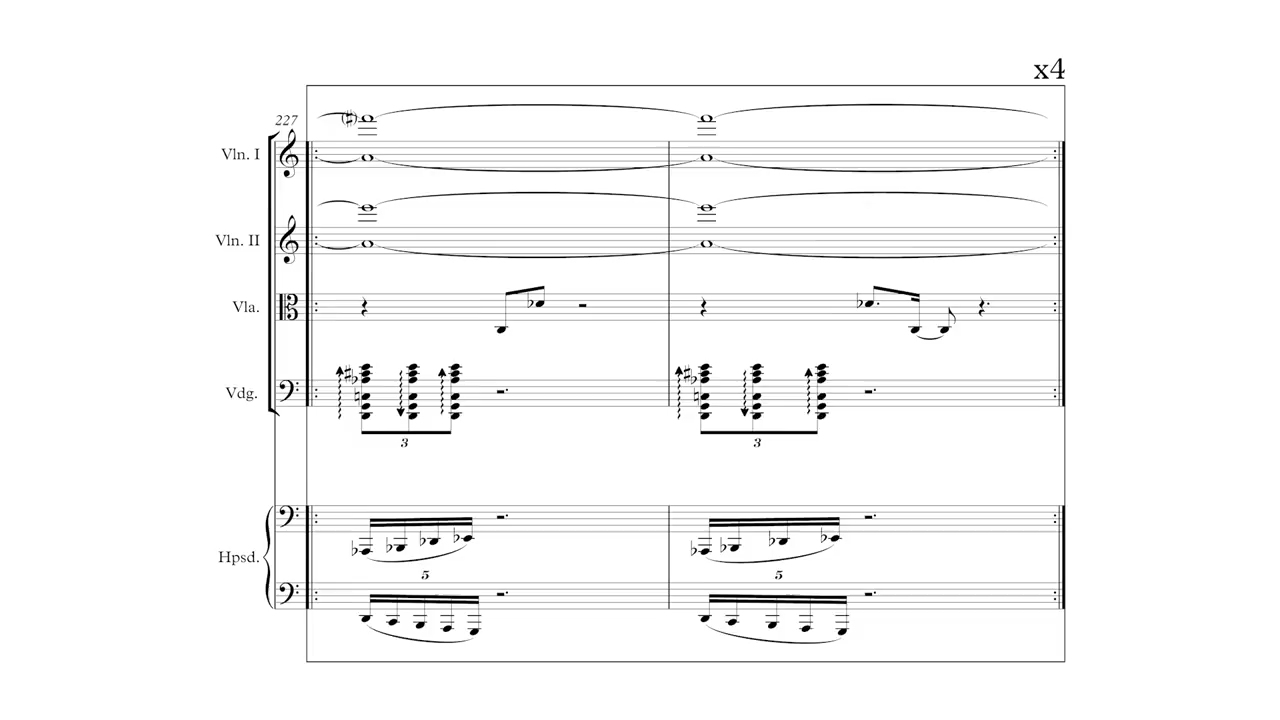 x4
227
Vln. I
Vln. II
Vla.
Vdg.
3 3
Hpsd.
5 5